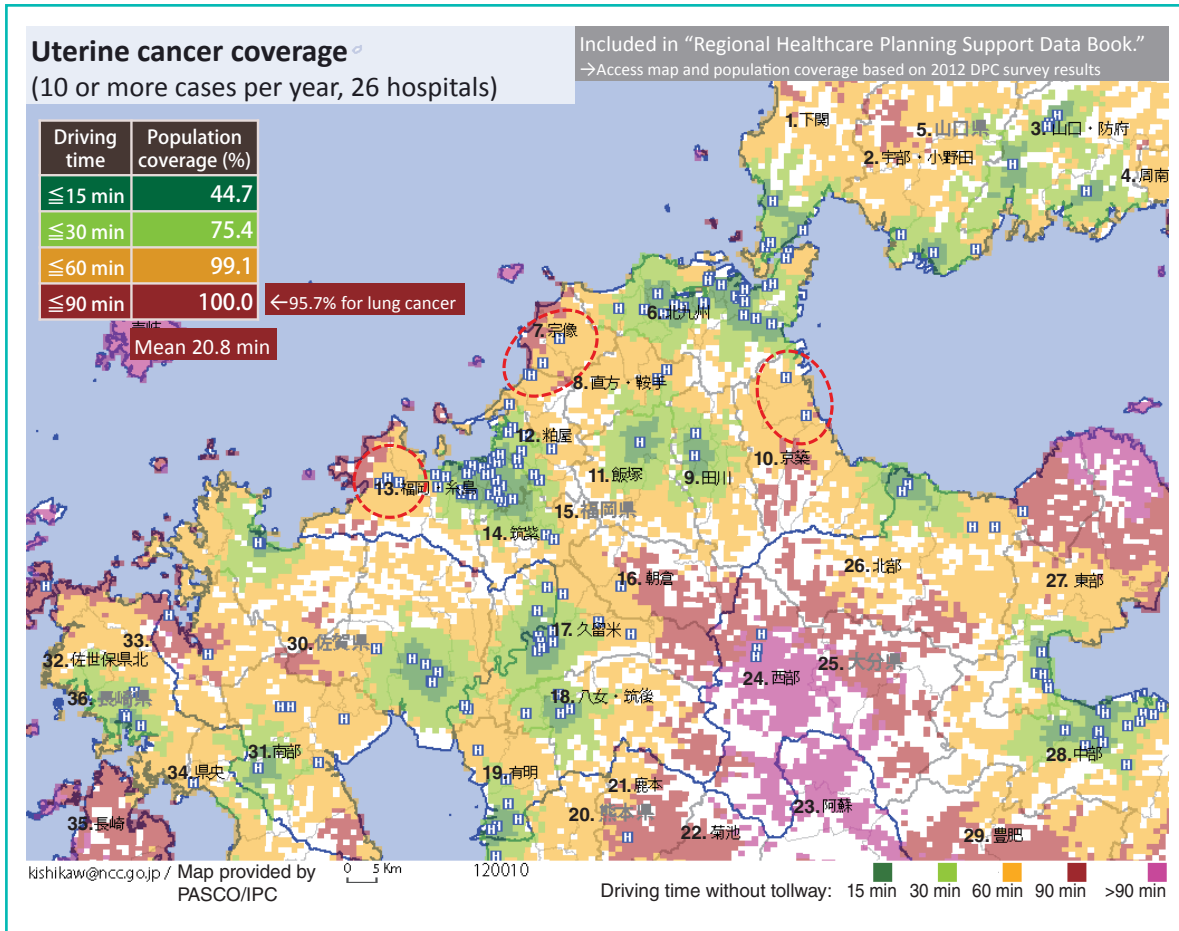 Uterine cancer coverage
(10 or more cases per year, 26 hospitals)
Included in “Regional Healthcare Planning Support Data Book.”
→Access map and population coverage based on 2012 DPC survey results
Driving time Population coverage (%)
≦15 min 44.7
≦30 min 75.4
≦60 min 99.1
≦90 min 100.0
←95.7% for lung cancer
Mean 20.8 min
1. 下関
5. 山口県
3. 山口・防府
2. 宇部・小野田
4. 周南
6. 北九州
7. 宗像
8. 直方・鞍手
12. 粕屋
10. 京築
11. 飯塚
9. 田川
13. 福岡・糸島
15. 福岡県
14. 筑紫
16. 朝倉
26. 北部
27. 東部
17. 久留米
30. 佐賀県
33.
32. 佐世保県北
25. 大分県
24. 西部
36. 長崎県
18. 八女・筑後
31. 南部
28. 中部
34. 県央
19. 有明
21. 鹿本
20. 熊本県
23. 阿蘇
35. 長崎
22. 菊池
29. 豊肥
kishikaw@ncc.go.jp / Map provided by
PASCO/IPC
0 5 Km
120010
Driving time without tollway: 15 min 30 min 60 min 90 min >90 min